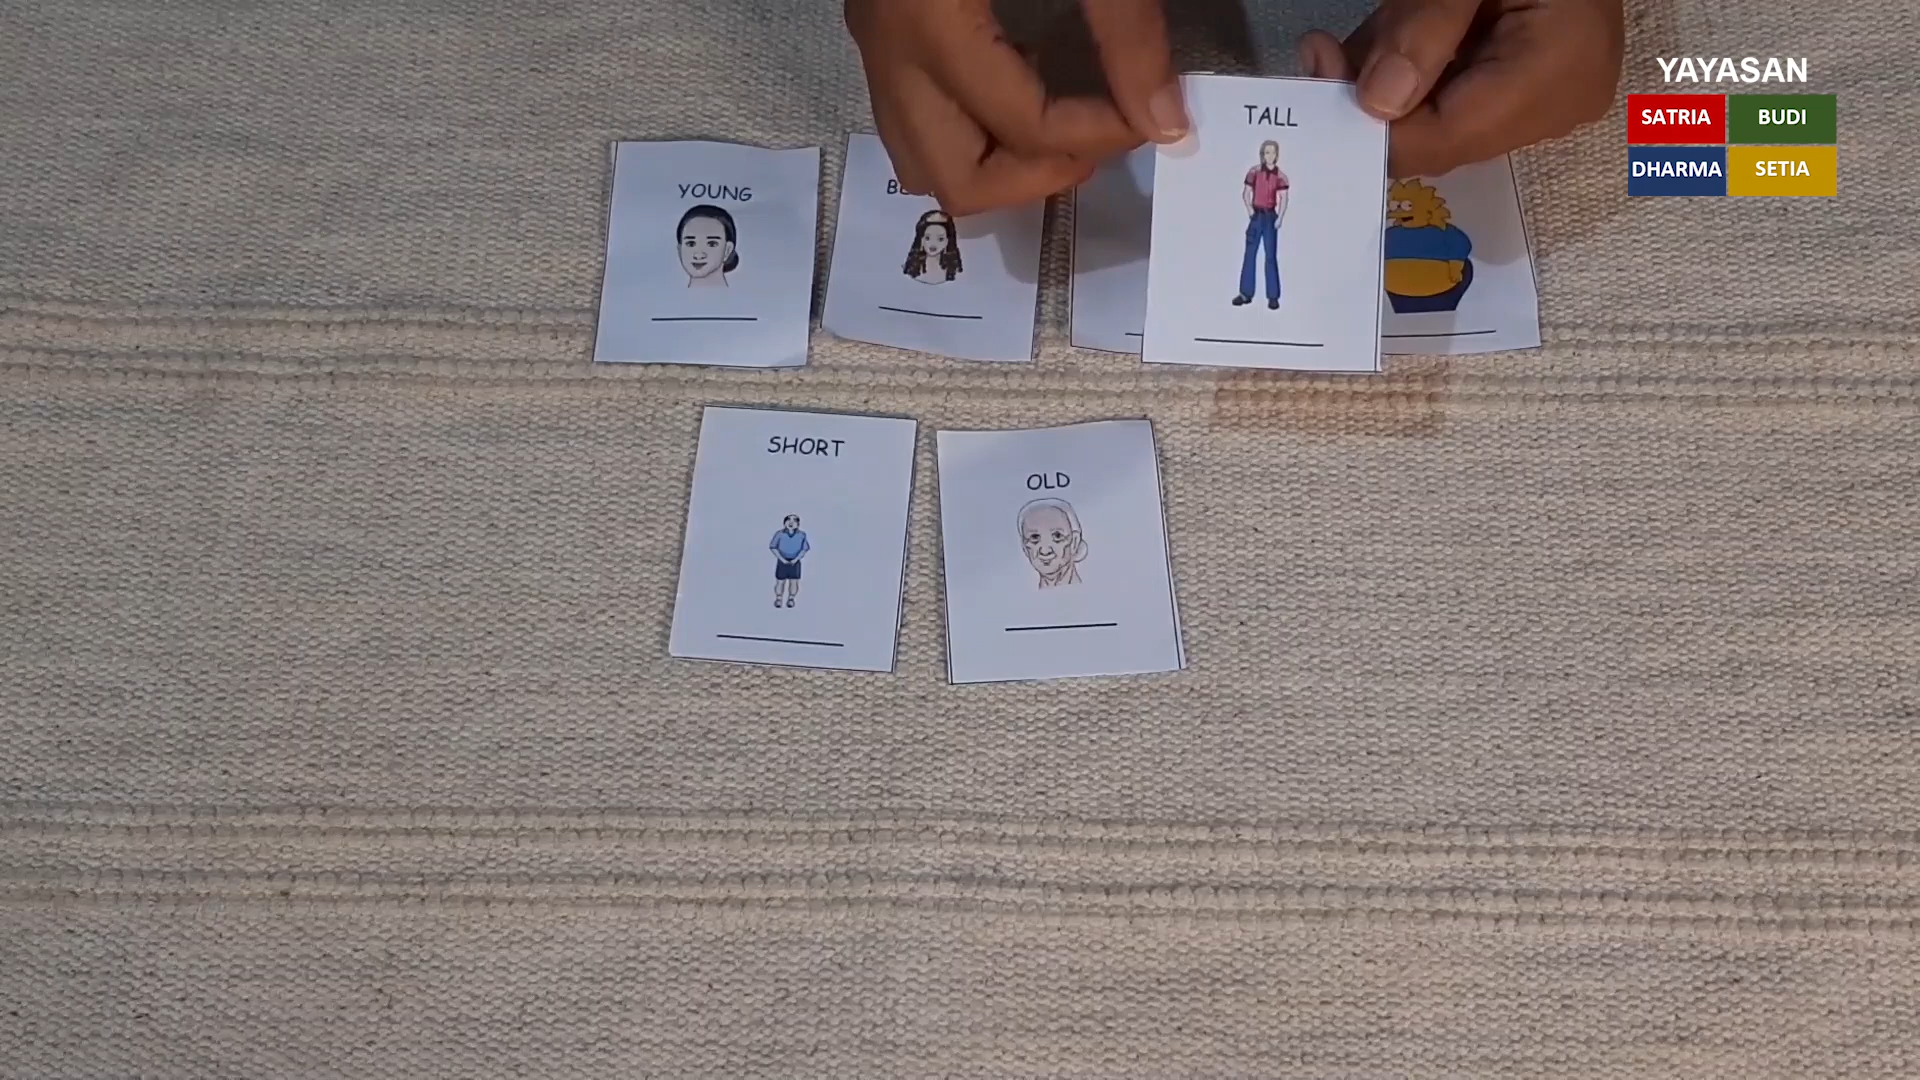 YAYASAN
SATRIA BUDI
DHARMA SETIA
TALL
YOUNG
SHORT
OLD